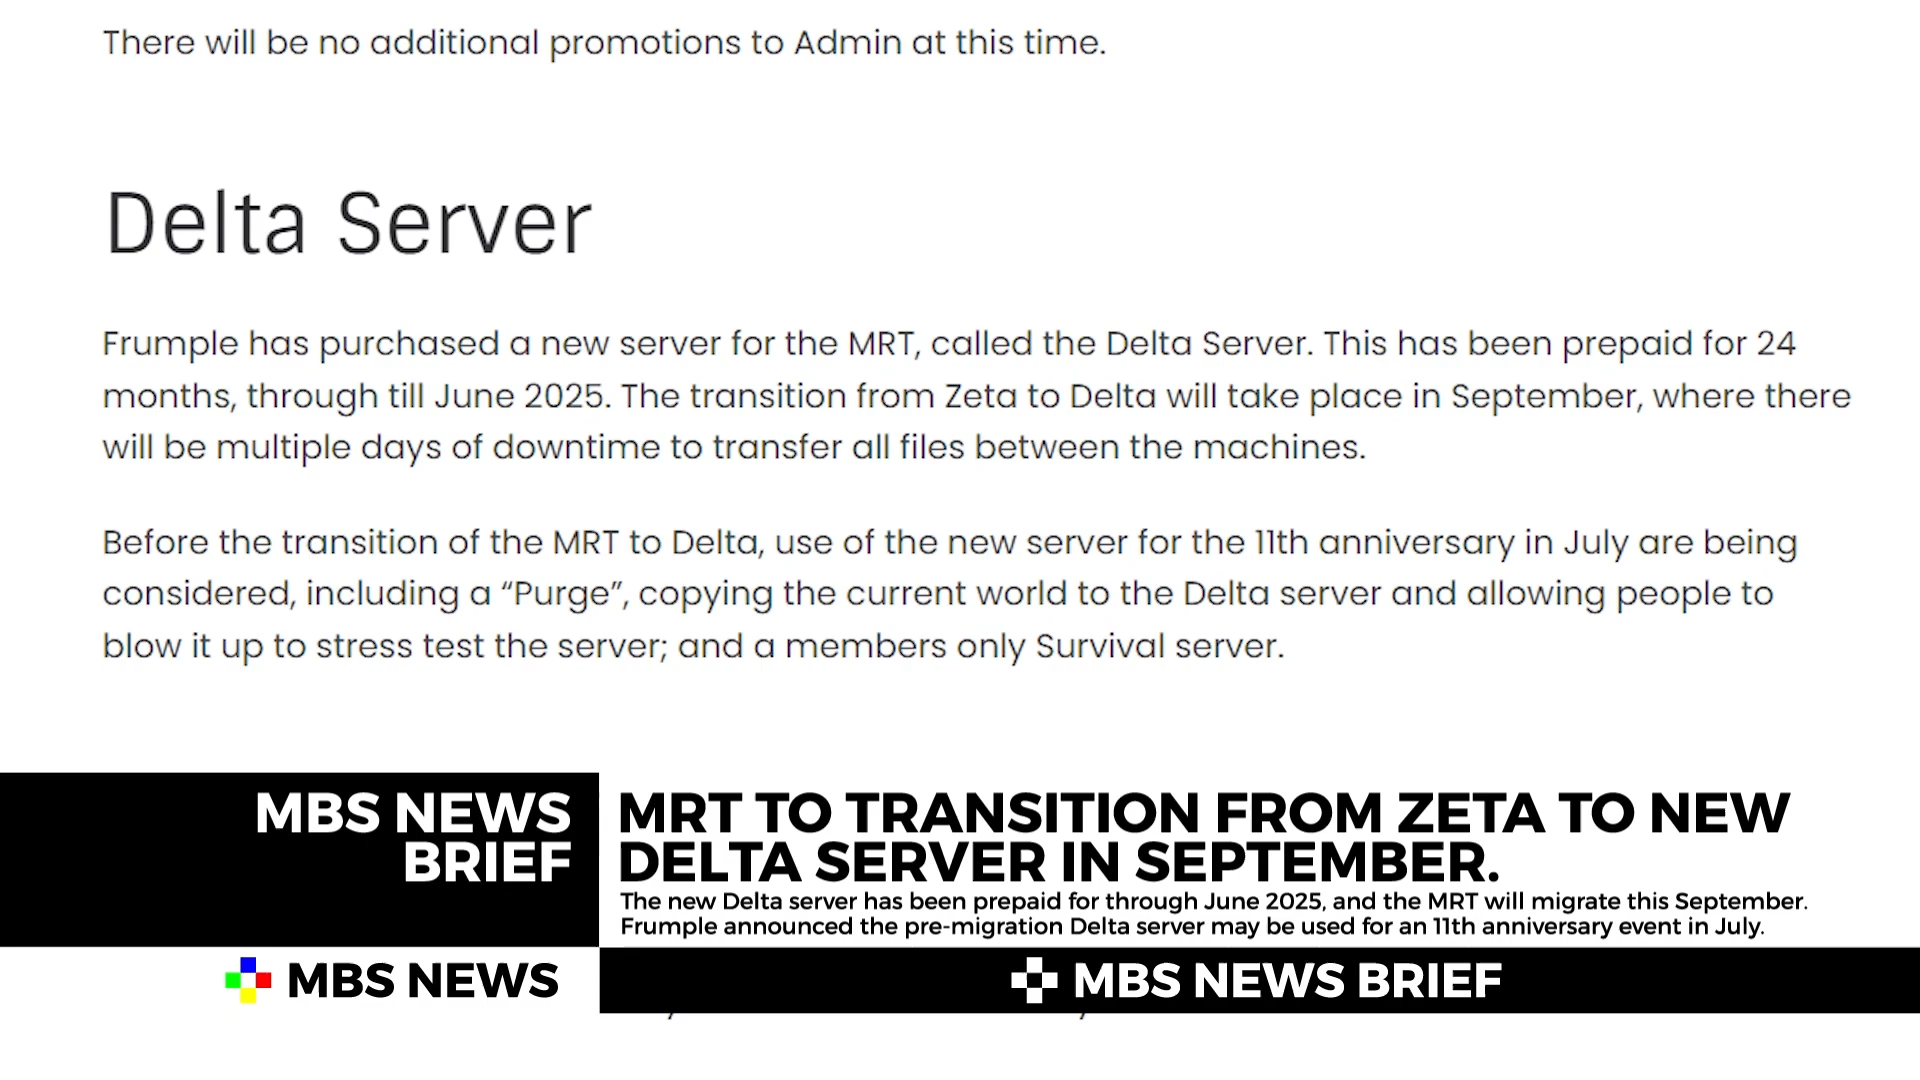 There will be no additional promotions to Admin at this time.
Delta Server
Frumple has purchased a new server for the MRT, called the Delta Server. This has been prepaid for 24
months, through till June 2025. The transition from Zeta to Delta will take place in September, where there
will be multiple days of downtime to transfer all files between the machines.
Before the transition of the MRT to Delta, use of the new server for the 11th anniversary in July are being
considered, including a “Purge”, copying the current world to the Delta server and allowing people to
blow it up to stress test the server; and a members only Survival server.
MBS NEWS
BRIEF
MRT TO TRANSITION FROM ZETA TO NEW
DELTA SERVER IN SEPTEMBER.
The new Delta server has been prepaid for through June 2025, and the MRT will migrate this September.
Frumple announced the pre-migration Delta server may be used for an 11th anniversary event in July.
MBS NEWS
MBS NEWS BRIEF